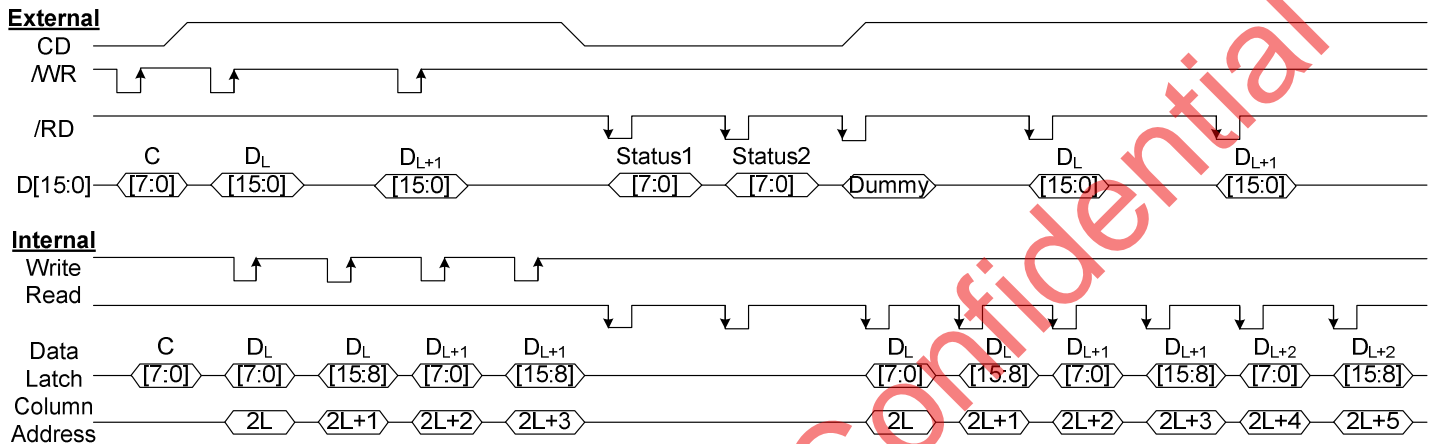 External
CD
/WR
/RD
C DL DL+1 Status1 Status2 DL DL+1
D[15:0] [7:0] [15:0] [15:0] [7:0] [7:0] Dummy [15:0] [15:0]
Internal
Write
Read
Data C DL DL DL+1 DL+1 DL DL DL+1 DL+1 DL+2 DL+2
Latch [7:0] [7:0] [15:8] [7:0] [15:8] [7:0] [15:8] [7:0] [15:8] [7:0] [15:8]
Column
Address 2L 2L+1 2L+2 2L+3 2L 2L+1 2L+2 2L+3 2L+4 2L+5
Confidential